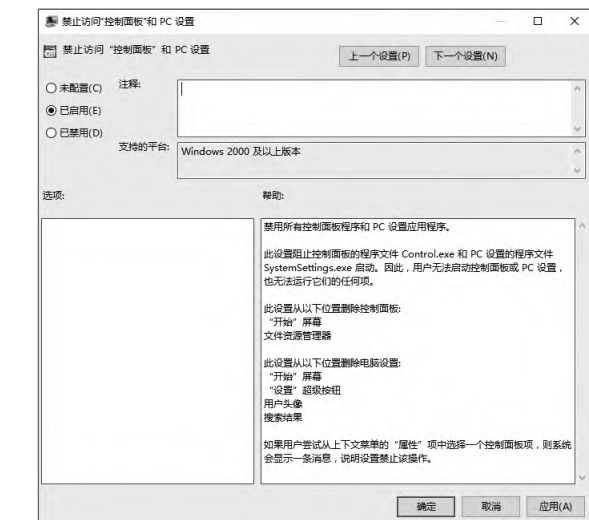 禁止访问“控制面板”和 PC 设置
禁止访问 “控制面板” 和 PC 设置
上一个设置(P)
下一个设置(N)
未配置(C)
注释:
已启用(E)
已禁用(D)
支持的平台:
Windows 2000 及以上版本
选项:
帮助:
禁用所有控制面板程序和 PC 设置应用程序。
此设置阻止控制面板的程序文件 Control.exe 和 PC 设置的程序文件
SystemSettings.exe 启动。因此，用户无法启动控制面板或 PC 设置，
也无法运行它们的任何项。
此设置从以下位置删除控制面板:
“开始” 屏幕
文件资源管理器
此设置从以下位置删除电脑设置:
“开始” 屏幕
“设置” 超级按钮
用户头像
搜索结果
如果用户尝试从上下文菜单的 “属性” 项中选择一个控制面板项，则系统
会显示一条消息，说明设置禁止该操作。
确定
取消
应用(A)